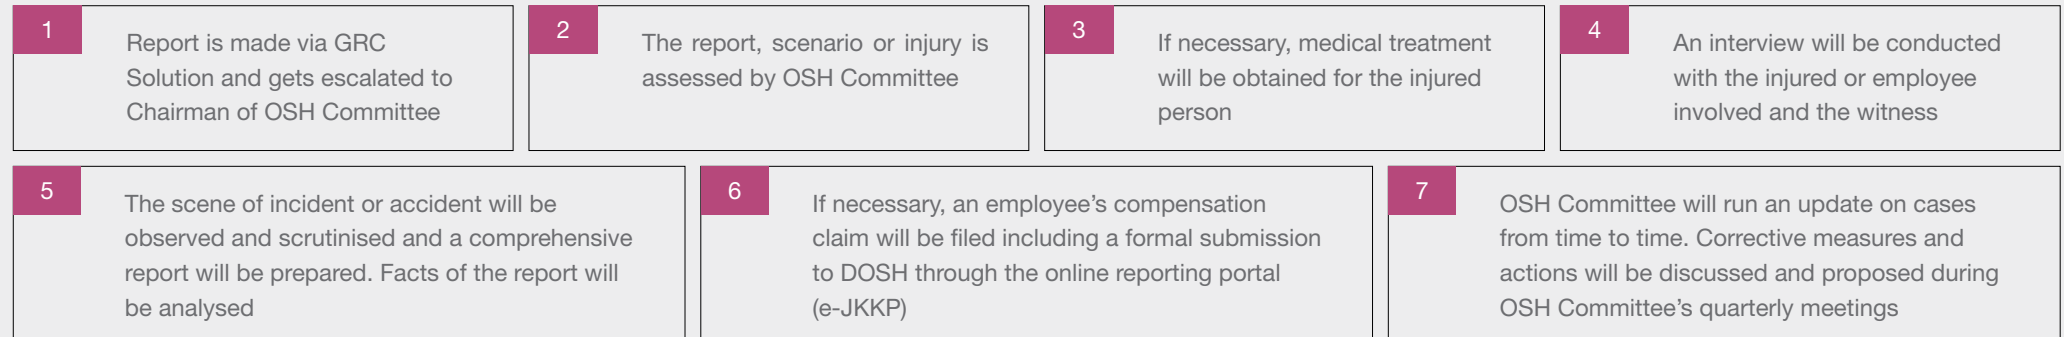 1
Report is made via GRC
Solution and gets escalated to
Chairman of OSH Committee
2
The report, scenario or injury is
assessed by OSH Committee
3
If necessary, medical treatment
will be obtained for the injured
person
4
An interview will be conducted
with the injured or employee
involved and the witness
5
The scene of incident or accident will be
observed and scrutinised and a comprehensive
report will be prepared. Facts of the report will
be analysed
6
If necessary, an employee’s compensation
claim will be filed including a formal submission
to DOSH through the online reporting portal
(e-JKKP)
7
OSH Committee will run an update on cases
from time to time. Corrective measures and
actions will be discussed and proposed during
OSH Committee’s quarterly meetings